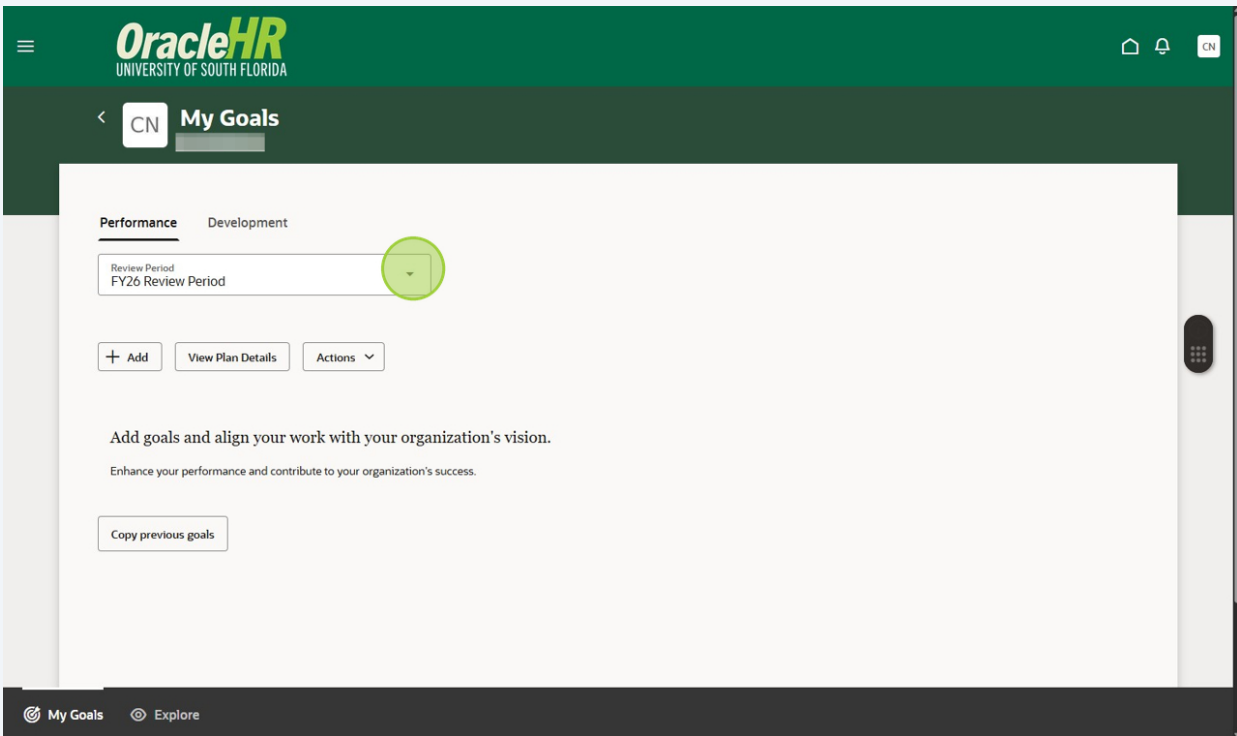 OracleHR
UNIVERSITY OF SOUTH FLORIDA
CN
CN
My Goals
Performance
Development
Review Period
FY26 Review Period
Add
View Plan Details
Actions
Add goals and align your work with your organization's vision.
Enhance your performance and contribute to your organization's success.
Copy previous goals
My Goals
Explore